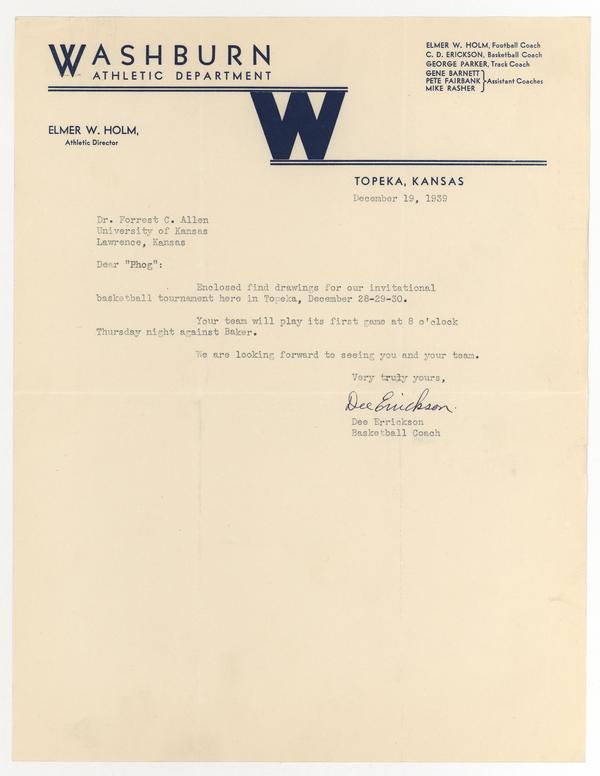 WASHBURN
ATHLETIC DEPARTMENT
ELMER W. HOLM, Football Coach
C. D. ERICKSON, Basketball Coach
GEORGE PARKER, Track Coach
GENE BARNETT
PETE FAIRBANK Assistant Coaches
MIKE RASHER
W
ELMER W. HOLM,
Athletic Director
TOPEKA, KANSAS
December 19, 1939
Dr. Forrest C. Allen
University of Kansas
Lawrence, Kansas
Dear "Phog":
Enclosed find drawings for our invitational
basketball tournament here in Topeka, December 28-29-30.
Your team will play its first game at 8 o'clock
Thursday night against Baker.
We are looking forward to seeing you and your team.
Very truly yours,
Dee Errickson.
Dee Errickson
Basketball Coach